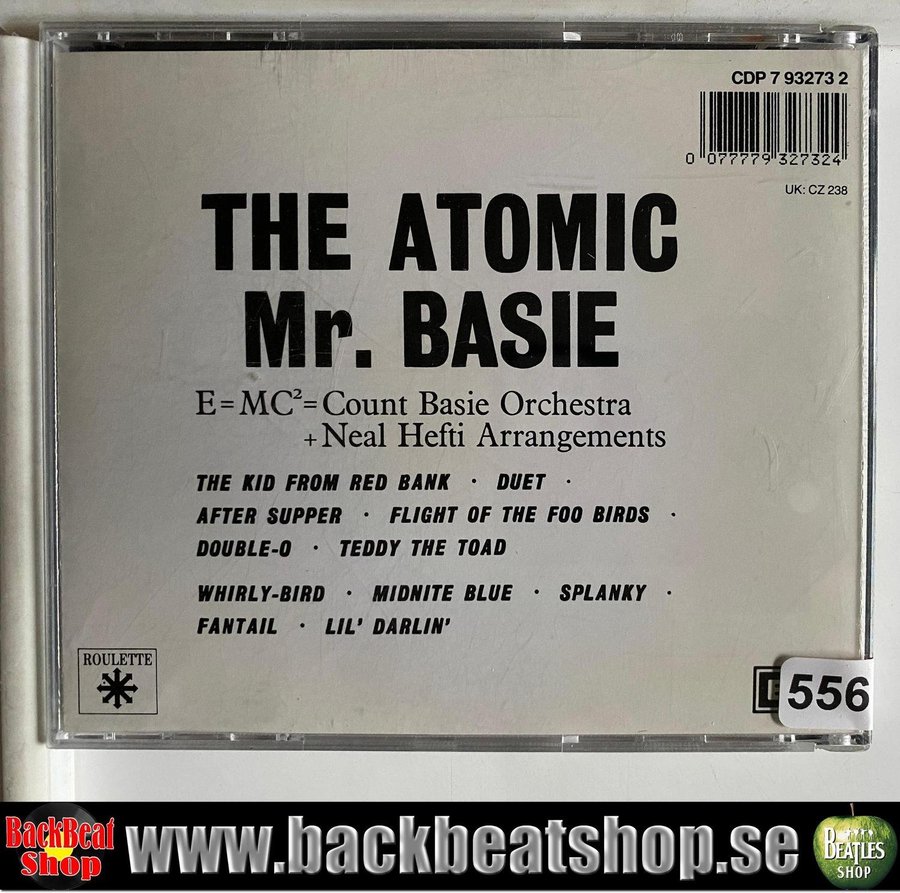 CDP 7 93273 2
0 077779 327324
UK: CZ 238
THE ATOMIC
Mr. BASIE
E=MC²=Count Basie Orchestra
+Neal Hefti Arrangements
THE KID FROM RED BANK · DUET ·
AFTER SUPPER · FLIGHT OF THE FOO BIRDS ·
DOUBLE-O · TEDDY THE TOAD
WHIRLY-BIRD · MIDNITE BLUE · SPLANKY ·
FANTAIL · LIL' DARLIN'
ROULETTE
556
BackBeat
Shop
www.backbeatshop.se
BEATLES
SHOP